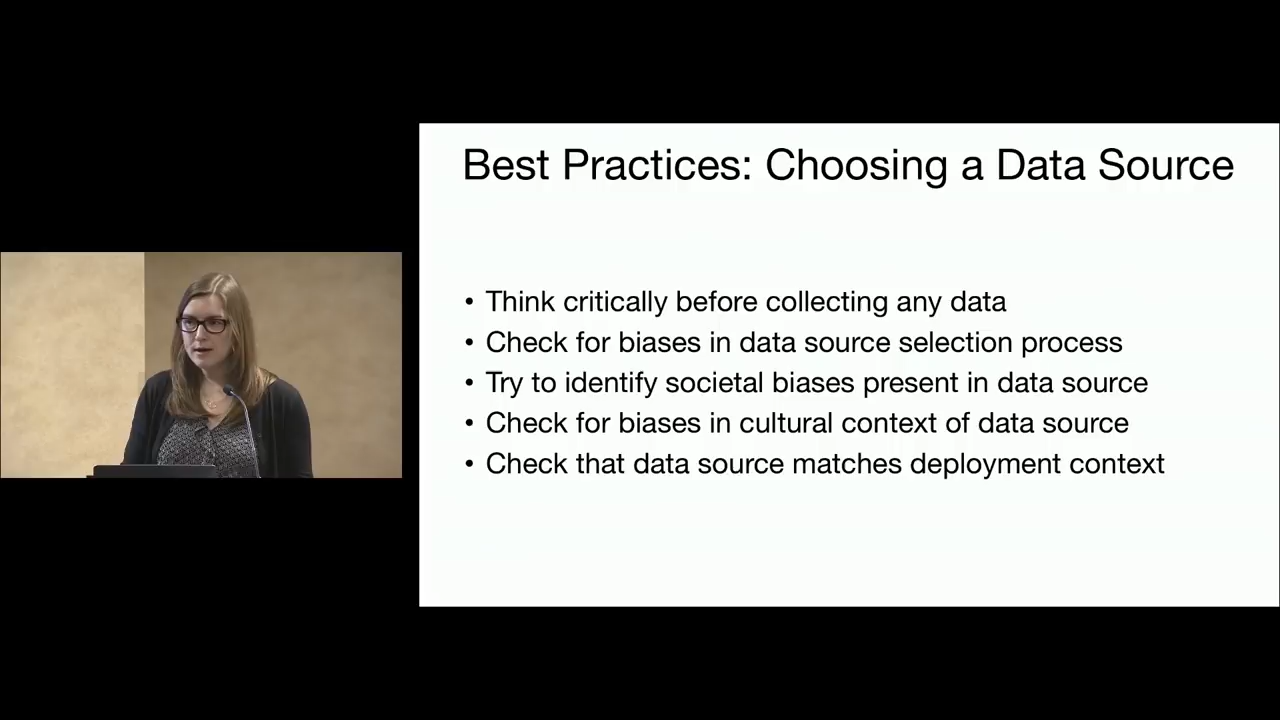 Best Practices: Choosing a Data Source
• Think critically before collecting any data
• Check for biases in data source selection process
• Try to identify societal biases present in data source
• Check for biases in cultural context of data source
• Check that data source matches deployment context